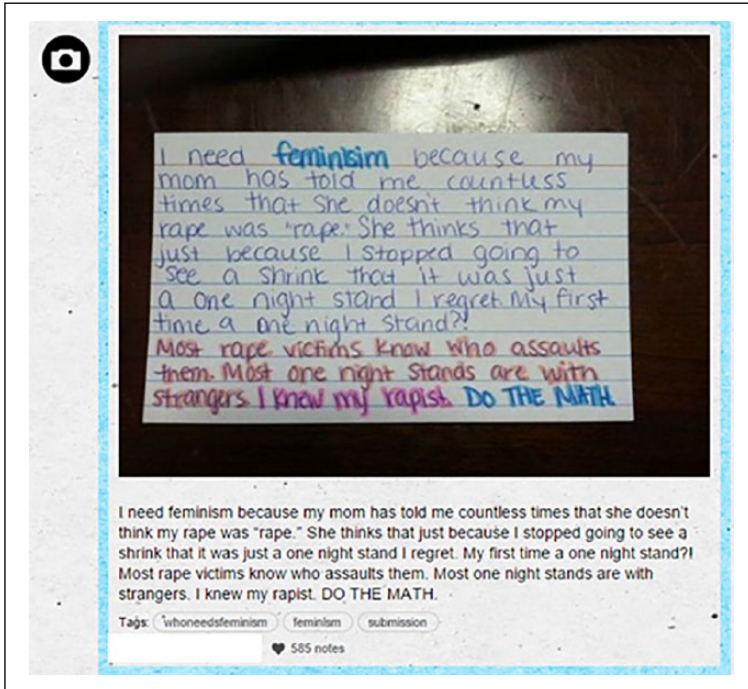 I need feminisim because my
mom has told me countless
times that she doesn't think my
rape was "rape." She thinks that
just because I stopped going to
see a shrink that it was just
a one night stand I regret. My first
time a one night stand?!
Most rape victims know who assaults
them. Most one night stands are with
strangers. I knew my rapist. DO THE MATH.
I need feminism because my mom has told me countless times that she doesn't
think my rape was "rape." She thinks that just because I stopped going to see a
shrink that it was just a one night stand I regret. My first time a one night stand?!
Most rape victims know who assaults them. Most one night stands are with
strangers. I knew my rapist. DO THE MATH.
Tags: whoneedsfeminism feminism submission
585 notes